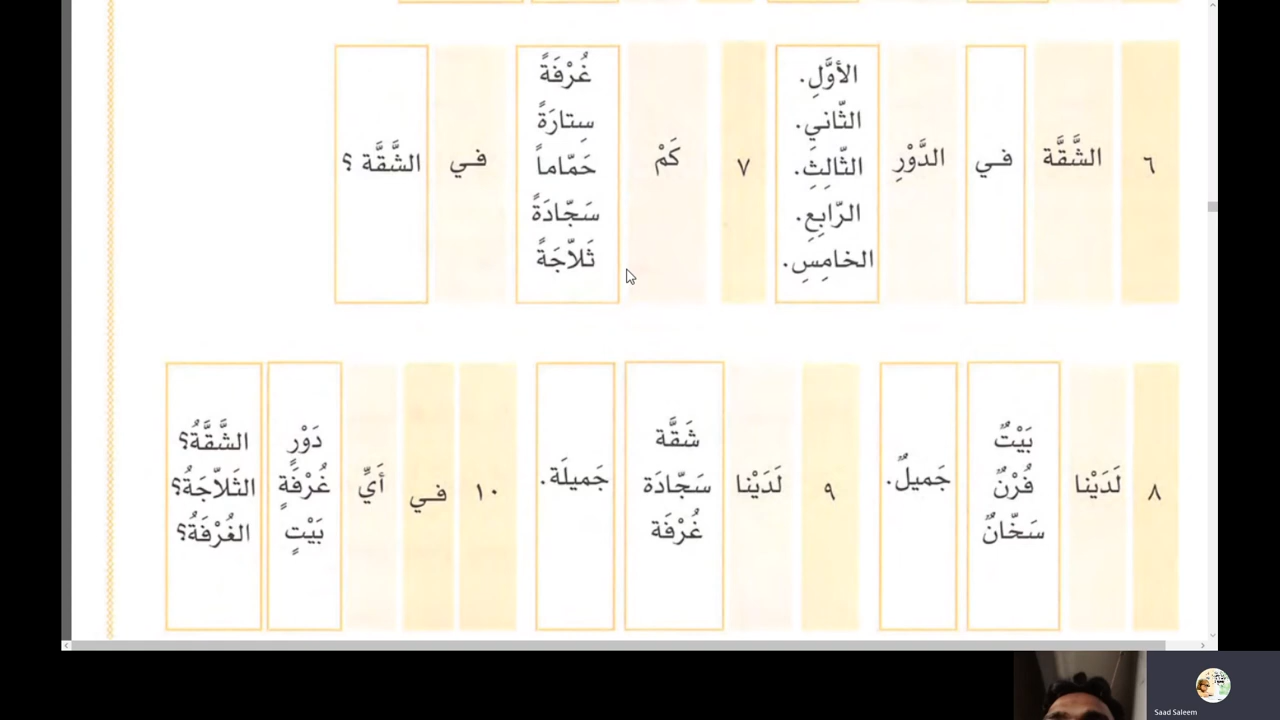 ٦
الشَّقَّة
في
الدَّوْرِ
الأوَّلِ.
الثّاني.
الثّالِثِ.
الرّابِعِ.
الخامِسِ.
٧
كَمْ
غُرْفَةً
سِتارَةً
حَمّاماً
سَجّادَةً
ثَلاّجَةً
في
الشَّقَّة ؟
٨
لَدَيْنا
بَيْتٌ
فُرْنٌ
سَخّانٌ
جَميلٌ.
٩
لَدَيْنا
شَقَّة
سَجّادَة
غُرْفَة
جَميلَة.
١٠
في
أَيِّ
دَوْرٍ
غُرْفَةٍ
بَيْتٍ
الشَّقَّةُ؟
الثَلاّجَةُ؟
الغُرْفَةُ؟
Saad Saleem